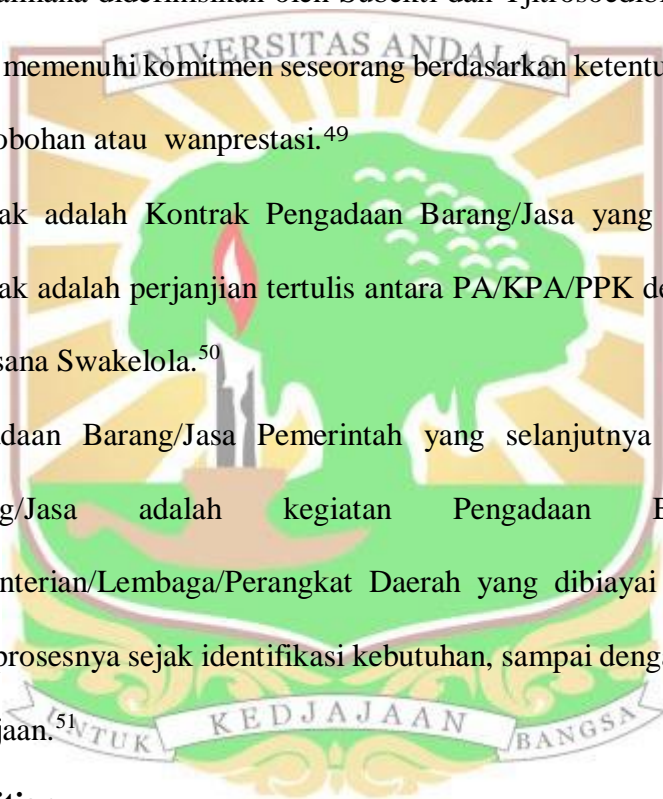 didefinisikan oleh Subekti dan
UNIVERSITAS ANDALAS
memenuhi komitmen seseorang berdasarkan ketentu
obohan atau wanprestasi.49
ak adalah Kontrak Pengadaan Barang/Jasa yang
ak adalah perjanjian tertulis antara PA/KPA/PPK de
sana Swakelola.50
daan Barang/Jasa Pemerintah yang selanjutnya
g/Jasa adalah kegiatan Pengadaan B
nterian/Lembaga/Perangkat Daerah yang dibiayai
prosesnya sejak identifikasi kebutuhan, sampai denga
jaan.51
UNTUK KEDJAJAAN BANGSA